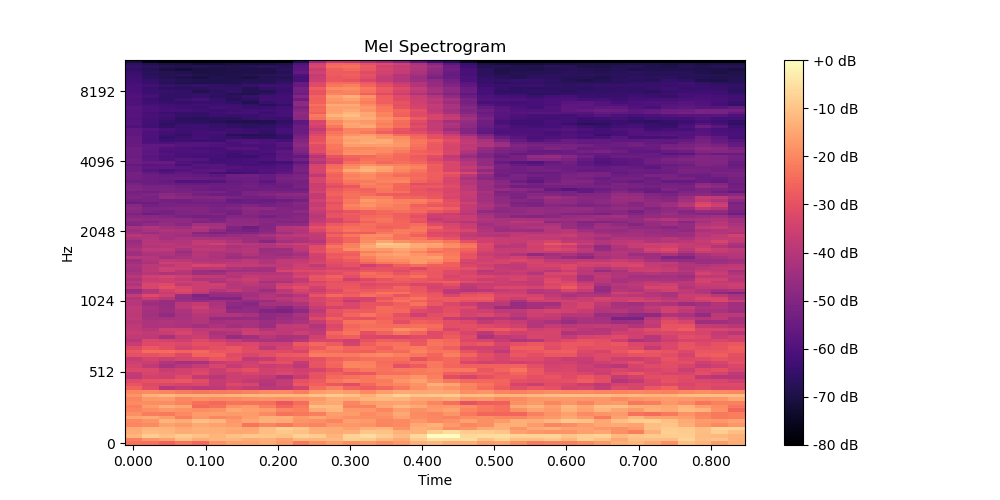 Mel Spectrogram
Hz
8192
4096
2048
1024
512
0
0.000 0.100 0.200 0.300 0.400 0.500 0.600 0.700 0.800
Time
+0 dB
-10 dB
-20 dB
-30 dB
-40 dB
-50 dB
-60 dB
-70 dB
-80 dB